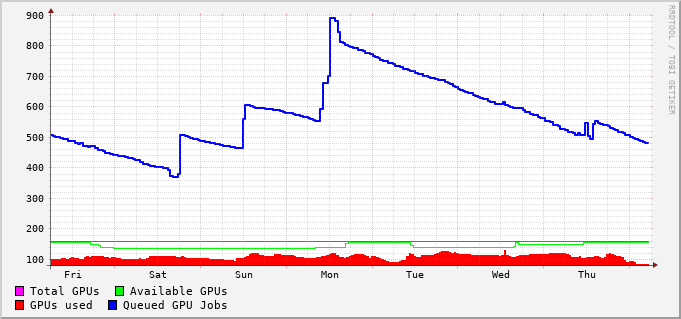 900
800
700
600
500
400
300
200
100
Fri Sat Sun Mon Tue Wed Thu
Total GPUs Available GPUs
GPUs used Queued GPU Jobs
RRDTOOL / TOBI OETIKER